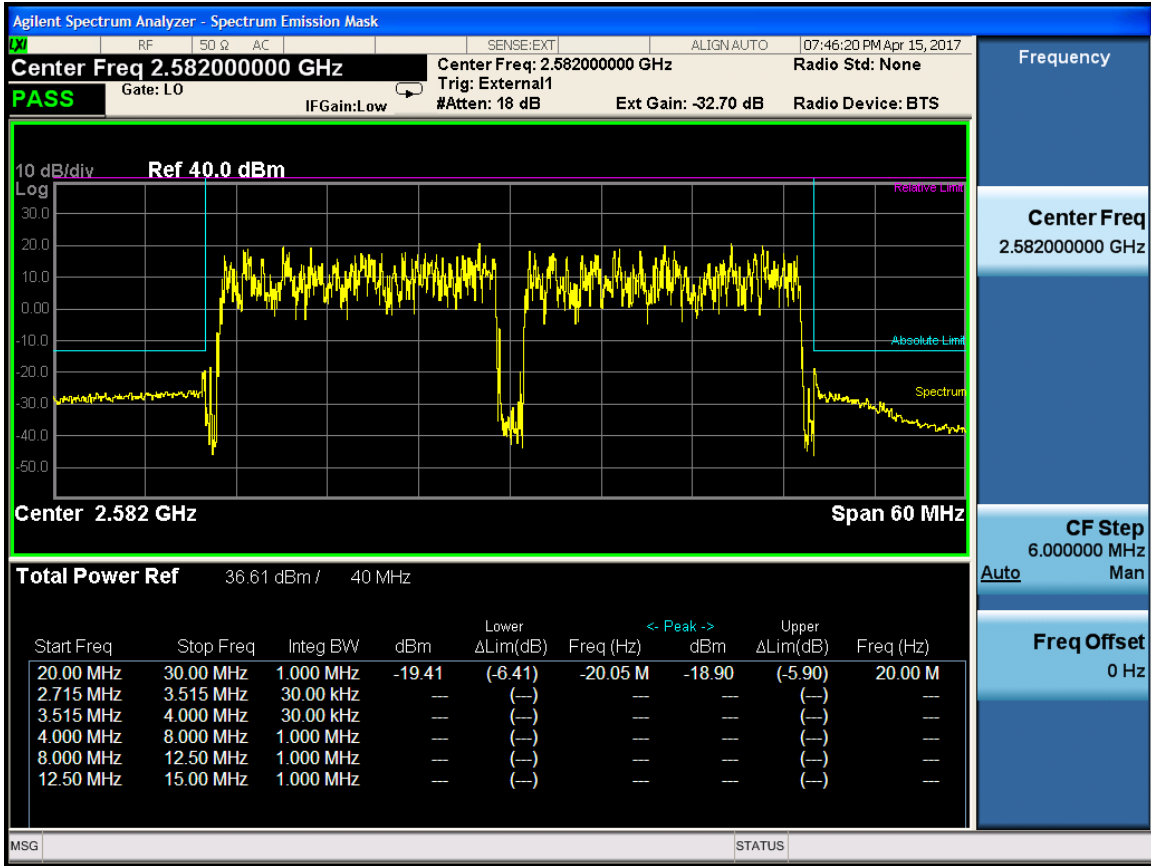 Agilent Spectrum Analyzer - Spectrum Emission Mask
LXI RF 50 Ω AC SENSE:EXT ALIGN AUTO 07:46:20 PM Apr 15, 2017
Center Freq 2.582000000 GHz Center Freq: 2.582000000 GHz Radio Std: None
Trig: External1
PASS Gate: LO IFGain:Low #Atten: 18 dB Ext Gain: -32.70 dB Radio Device: BTS
10 dB/div Ref 40.0 dBm
Log
Relative Limit
30.0
20.0
10.0
0.00
-10.0
Absolute Limit
-20.0
Spectrum
-30.0
-40.0
-50.0
Center 2.582 GHz Span 60 MHz
Total Power Ref 36.61 dBm / 40 MHz
Lower <- Peak -> Upper
Start Freq Stop Freq Integ BW dBm ΔLim(dB) Freq (Hz) dBm ΔLim(dB) Freq (Hz)
20.00 MHz 30.00 MHz 1.000 MHz -19.41 (-6.41) -20.05 M -18.90 (-5.90) 20.00 M
2.715 MHz 3.515 MHz 30.00 kHz --- (---) --- --- (---) ---
3.515 MHz 4.000 MHz 30.00 kHz --- (---) --- --- (---) ---
4.000 MHz 8.000 MHz 1.000 MHz --- (---) --- --- (---) ---
8.000 MHz 12.50 MHz 1.000 MHz --- (---) --- --- (---) ---
12.50 MHz 15.00 MHz 1.000 MHz --- (---) --- --- (---) ---
MSG STATUS
Frequency
Center Freq
2.582000000 GHz
CF Step
6.000000 MHz
Auto Man
Freq Offset
0 Hz